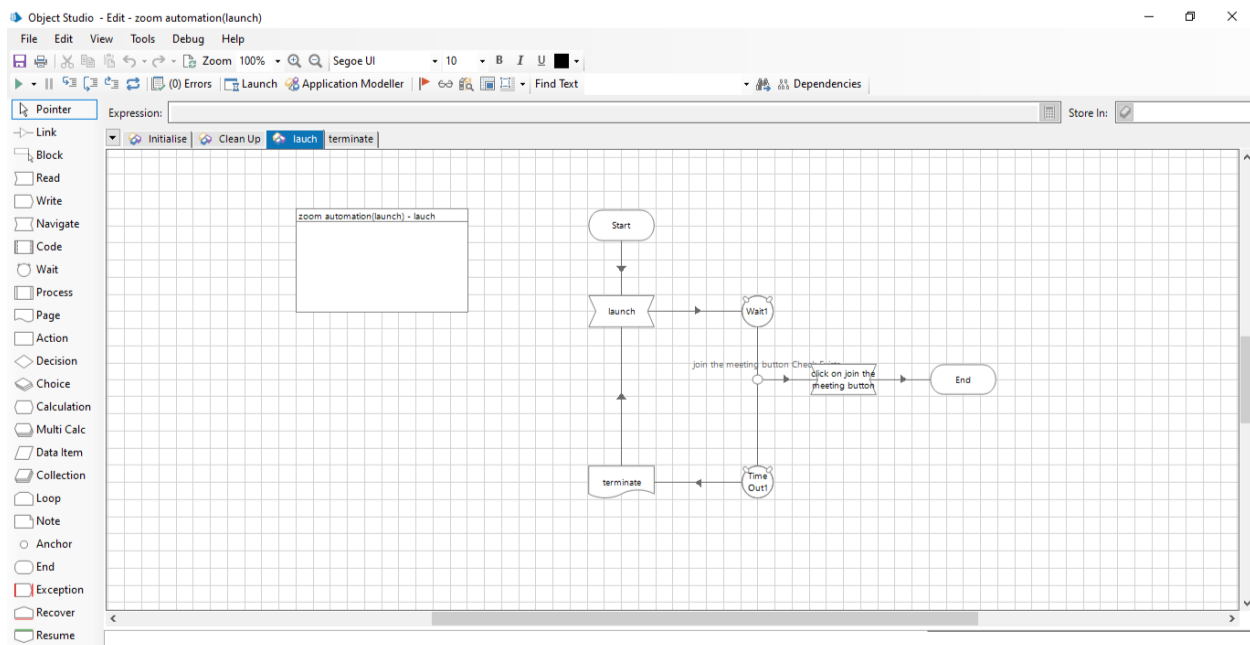 Object Studio - Edit - zoom automation(launch)
File Edit View Tools Debug Help
Zoom 100% Segoe UI 10 B I U
(0) Errors Launch Application Modeller Find Text Dependencies
Pointer
Expression: Store In:
Link
Initialise Clean Up lauch terminate
Block
Read
Write
zoom automation(launch) - lauch
Start
Navigate
Code
Wait
Process
launch
Wait1
Page
Action
Decision
join the meeting button Check Exists
click on join the
meeting button
End
Choice
Calculation
Multi Calc
Data Item
Collection
terminate
Time
Out1
Loop
Note
Anchor
End
Exception
Recover
Resume